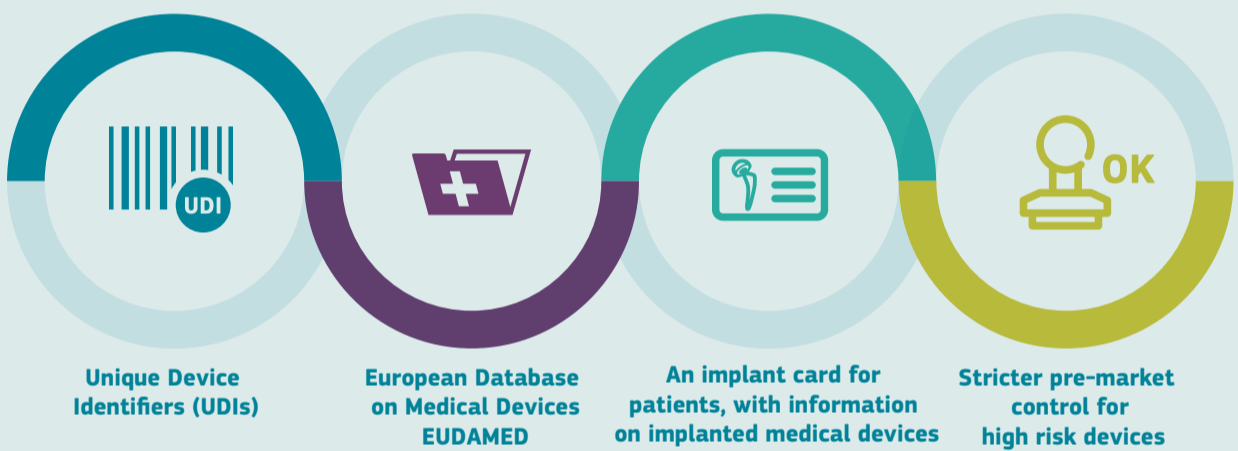 UDI
OK
Unique Device
Identifiers (UDIs)
European Database
on Medical Devices
EUDAMED
An implant card for
patients, with information
on implanted medical devices
Stricter pre-market
control for
high risk devices